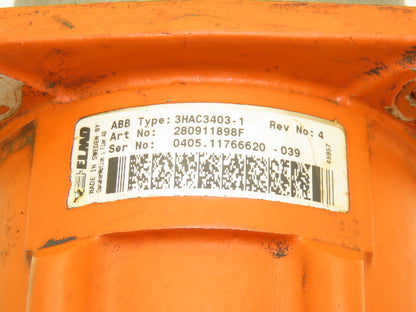 ABB Type: 3HAC3403-1 Rev No: 4
Art No: 280911898F
Ser No: 0405.11766620 -039
ELMO
MADE IN SWEDEN BY
45957